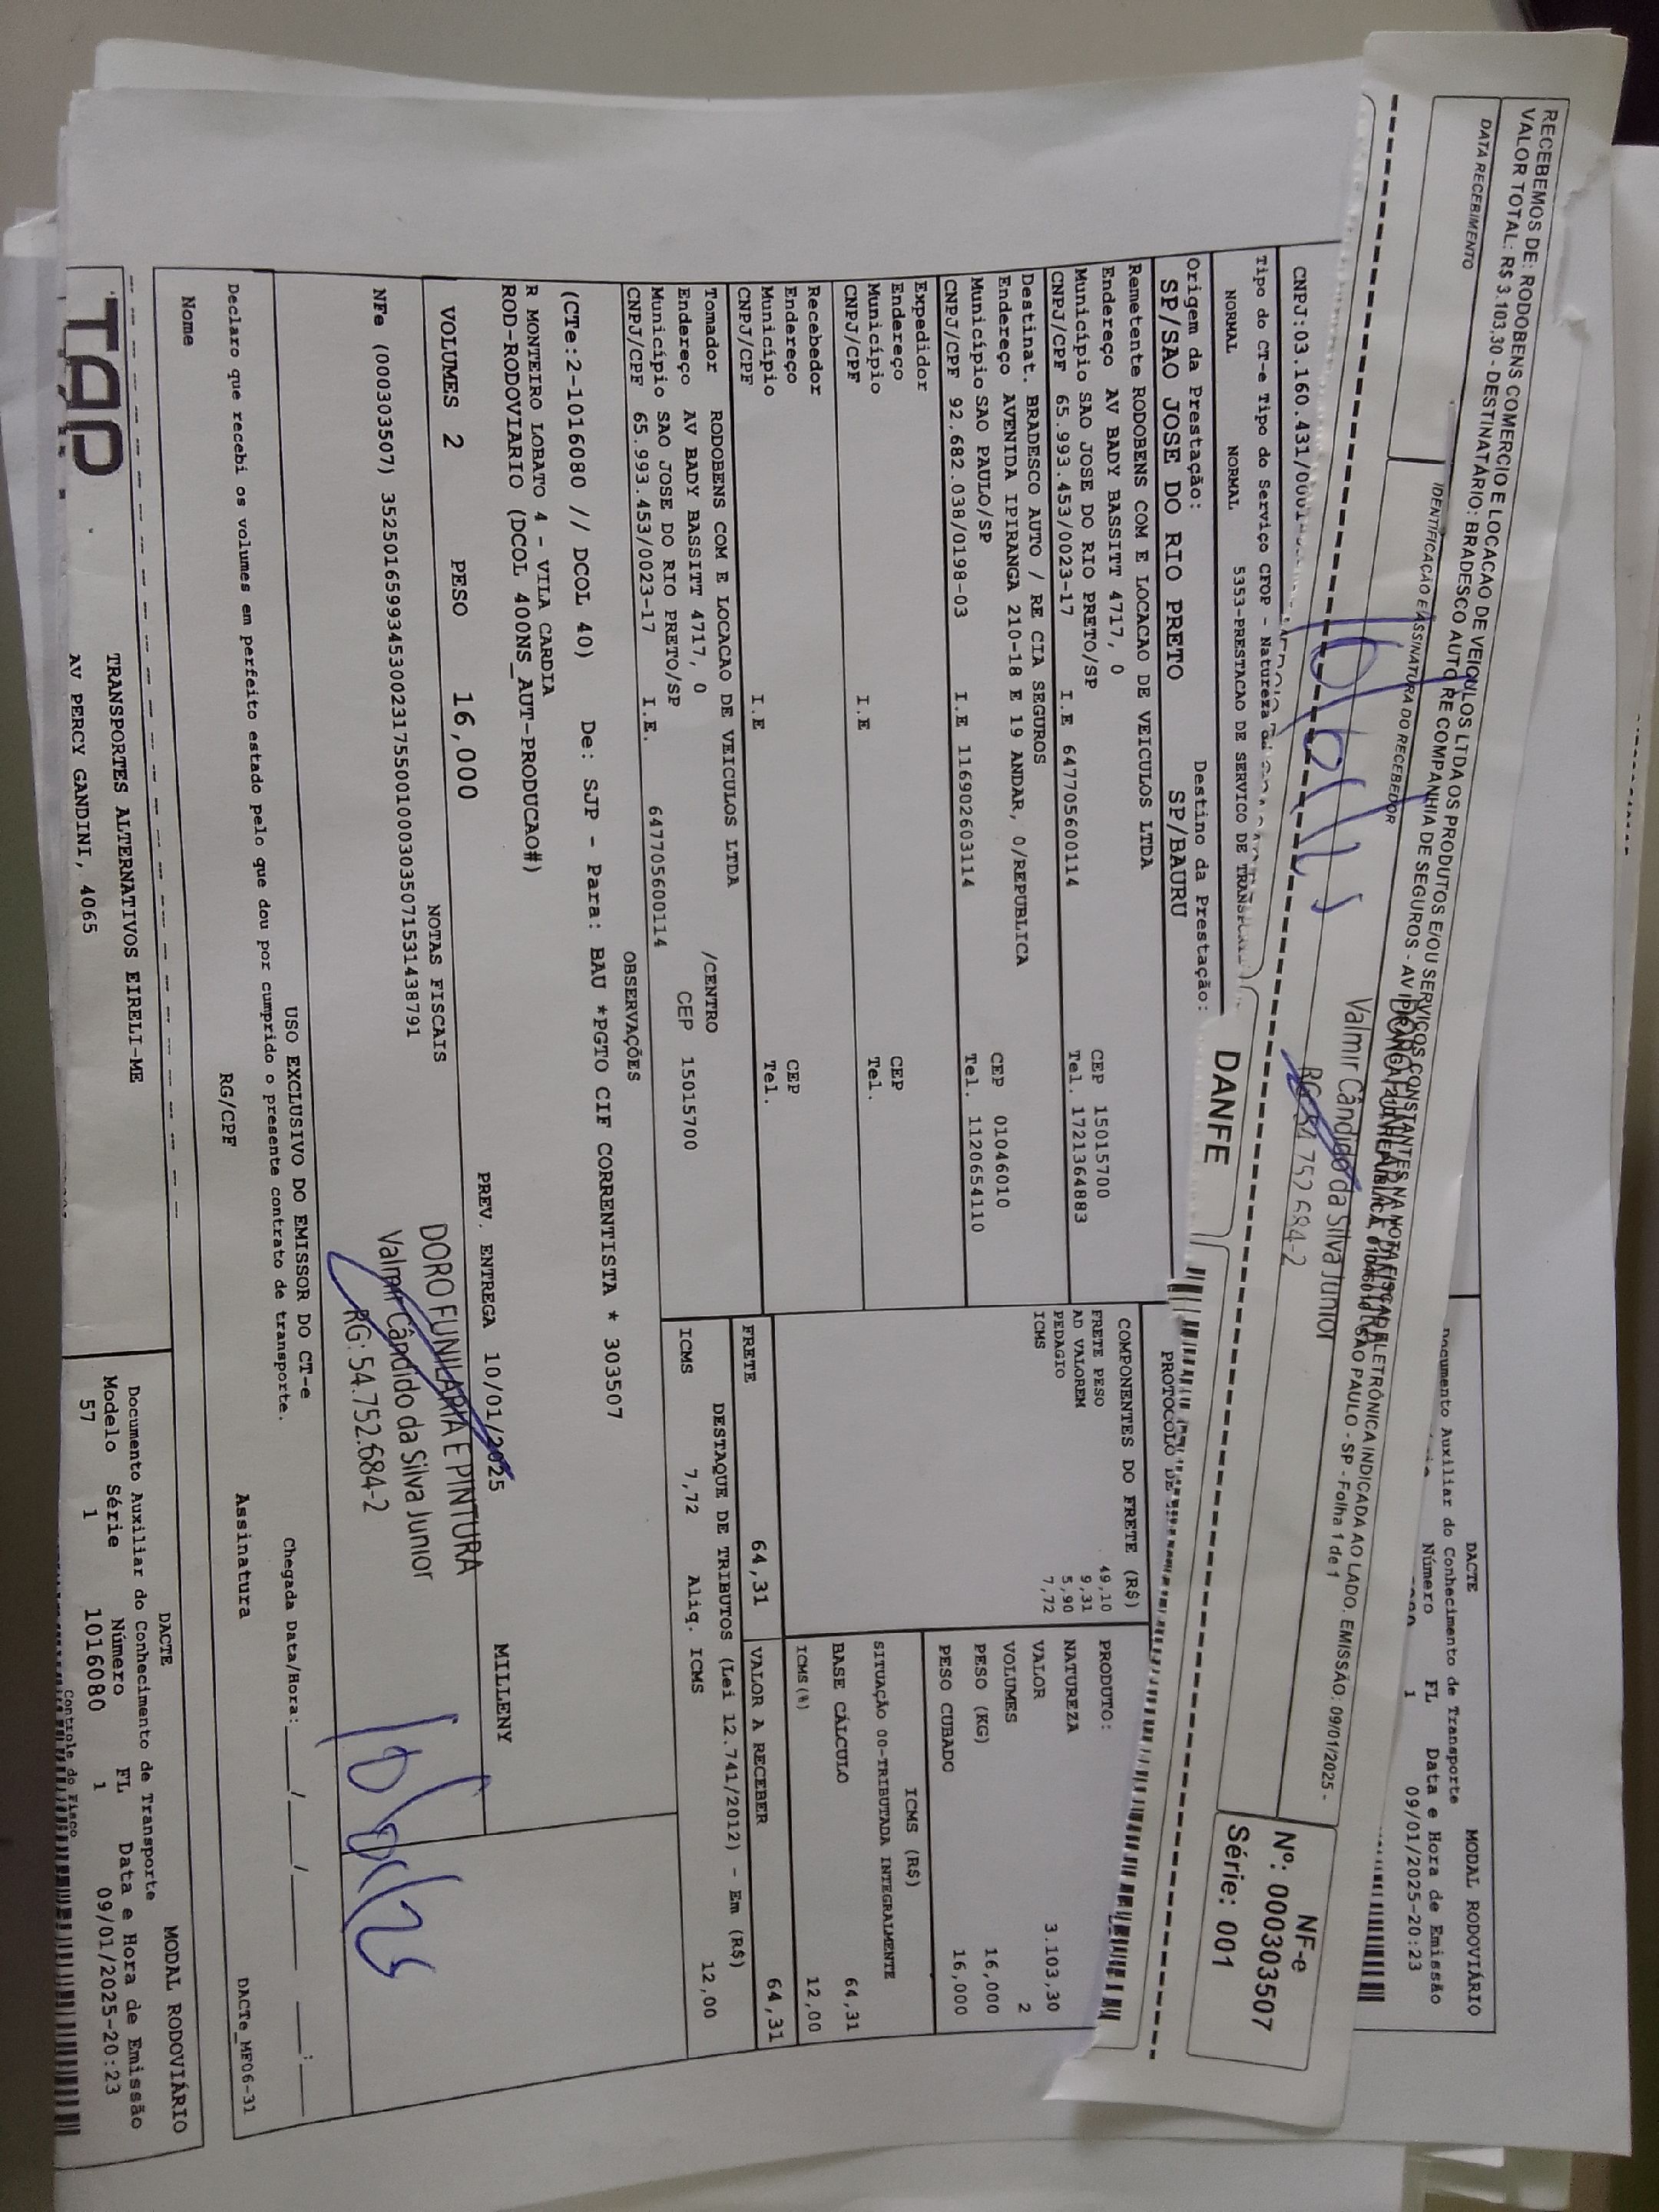 RECEBEMOS DE: RODOBENS COMERCIO E LOCACAO DE VEICULOS LTDA OS PRODUTOS E/OU SERVIÇOS CONSTANTES NA NOTA FISCAL ELETRÔNICA INDICADA AO LADO. EMISSÃO: 09/01/2025 -
VALOR TOTAL: R$ 3.103,30 - DESTINATÁRIO: BRADESCO AUTO RE COMPANHIA DE SEGUROS - AV SÃO PAULO - SP - Folha 1 de 1
DATA RECEBIMENTO
IDENTIFICAÇÃO E ASSINATURA DO RECEBEDOR
Valmir Cândido da Silva Junior
NF-e
Nº: 000303507
Série: 001
DACTE
MODAL RODOVIÁRIO
Documento Auxiliar do Conhecimento de Transporte
Número FL Data e Hora de Emissão
1 09/01/2025-20:23
CNPJ:03.160.431/
DANFE
PROTOCOLO DE
Tipo do CT-e Tipo do Serviço CFOP - Natureza
NORMAL NORMAL 5353-PRESTACAO DE SERVICO DE
Origem da Prestação: Destino da Prestação:
SP/SAO JOSE DO RIO PRETO SP/BAURU
Remetente RODOBENS COM E LOCACAO DE VEICULOS LTDA
Endereço AV BADY BASSITT 4717, 0 CEP 15015700
Município SAO JOSE DO RIO PRETO/SP
CNPJ/CPF 65.993.453/0023-17 I.E 647705600114 Tel. 1721364883
Destinat. BRADESCO AUTO / RE CIA SEGUROS
Endereço AVENIDA IPIRANGA 210-18 E 19 ANDAR, 0/REPUBLICA
Município SAO PAULO/SP CEP 01046010
CNPJ/CPF 92.682.038/0198-03 I.E 116902603114 Tel. 1120654110
Expedidor
Endereço
Município CEP
CNPJ/CPF I.E Tel.
Recebedor
Endereço
Município CEP
CNPJ/CPF I.E Tel.
Tomador RODOBENS COM E LOCACAO DE VEICULOS LTDA
Endereço AV BADY BASSITT 4717, 0 /CENTRO
Município SAO JOSE DO RIO PRETO/SP CEP 15015700
CNPJ/CPF 65.993.453/0023-17 I.E. 647705600114
COMPONENTES DO FRETE (R$)
FRETE PESO 49,10
AD VALOREM 9,31
PEDAGIO 5,90
ICMS 7,72
PRODUTO:
NATUREZA
VALOR 3.103,30
VOLUMES 2
PESO (KG) 16,000
PESO CUBADO 16,000
ICMS (R$)
SITUAÇÃO 00-TRIBUTADA INTEGRALMENTE
BASE CÁLCULO 64,31
ICMS(%) 12,00
FRETE 64,31 VALOR A RECEBER 64,31
DESTAQUE DE TRIBUTOS (Lei 12.741/2012) - Em (R$)
ICMS 7,72 Aliq. ICMS 12,00
OBSERVAÇÕES
(CTe:2-1016080 // DCOL 40) De: SJP - Para: BAU *PGTO CIF CORRENTISTA * 303507
R MONTEIRO LOBATO 4 - VILA CARDIA
ROD-RODOVIARIO (DCOL 400NS_AUT-PRODUCAO#)
VOLUMES 2 PESO 16,000 PREV. ENTREGA 10/01/2025 MILLENY
NOTAS FISCAIS
NFe (000303507) 35250165993453002317550010003035071531438791
DORO FUNILARIA E PINTURA
Valmir Cândido da Silva Junior
RG: 54.752.684-2
USO EXCLUSIVO DO EMISSOR DO CT-e
Declaro que recebi os volumes em perfeito estado pelo que dou por cumprido o presente contrato de transporte.
Chegada Data/Hora: __/__/____ __:__
Nome RG/CPF Assinatura
DACTe_MF06-31
TAP
TRANSPORTES ALTERNATIVOS EIRELI-ME
AV PERCY GANDINI, 4065
DACTE
MODAL RODOVIÁRIO
Documento Auxiliar do Conhecimento de Transporte
Modelo Série Número FL Data e Hora de Emissão
57 1 1016080 1 09/01/2025-20:23
Controle do Fisco